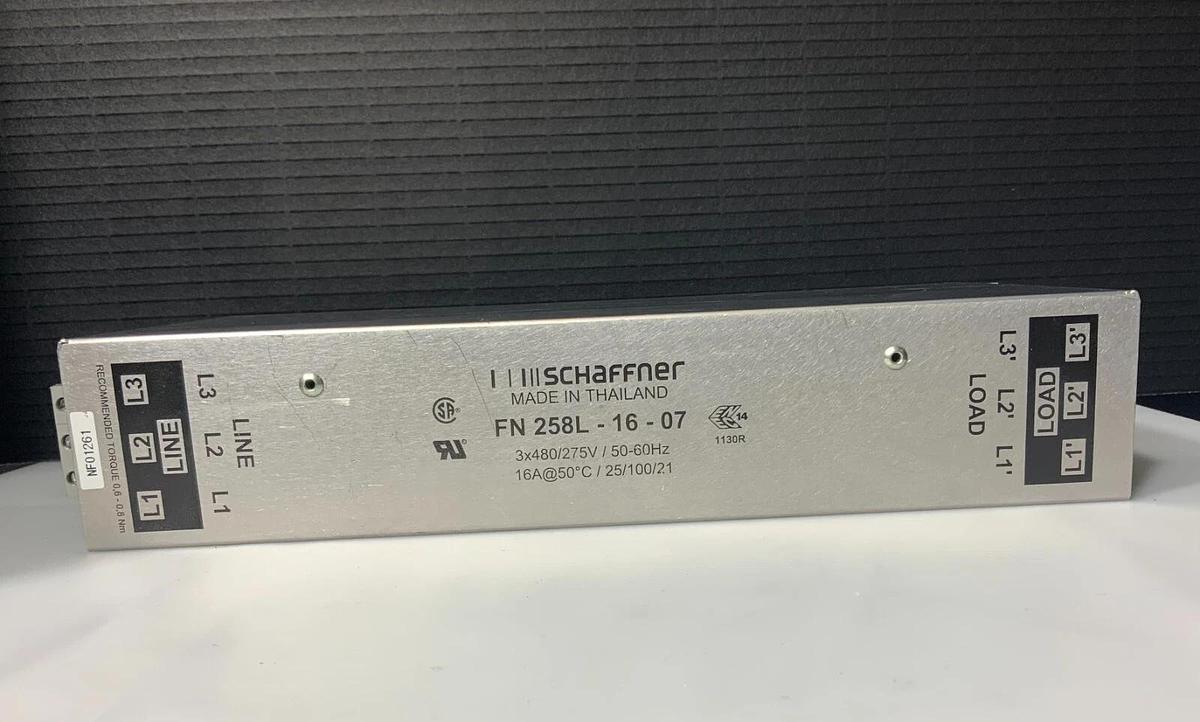 RECOMMENDED TORQUE 0,6 - 0,8 Nm
NF01261
L3
L2
L1
LINE
L3
L2
L1
LINE
SCHAFFNER
MADE IN THAILAND
FN 258L - 16 - 07
3x480/275V / 50-60Hz
16A@50°C / 25/100/21
SA
14
1130R
L3'
L2'
L1'
LOAD
LOAD
L3'
L2'
L1'